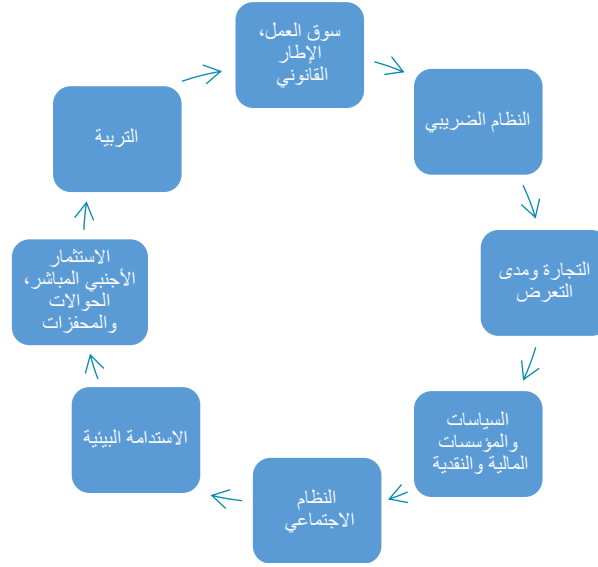 سوق العمل،
الإطار
القانوني
النظام الضريبي
التجارة ومدى
التعرض
السياسات
والمؤسسات
المالية والنقدية
النظام
الاجتماعي
الاستدامة البيئية
الاستثمار
الأجنبي المباشر،
الحوالات
والمحفزات
التربية